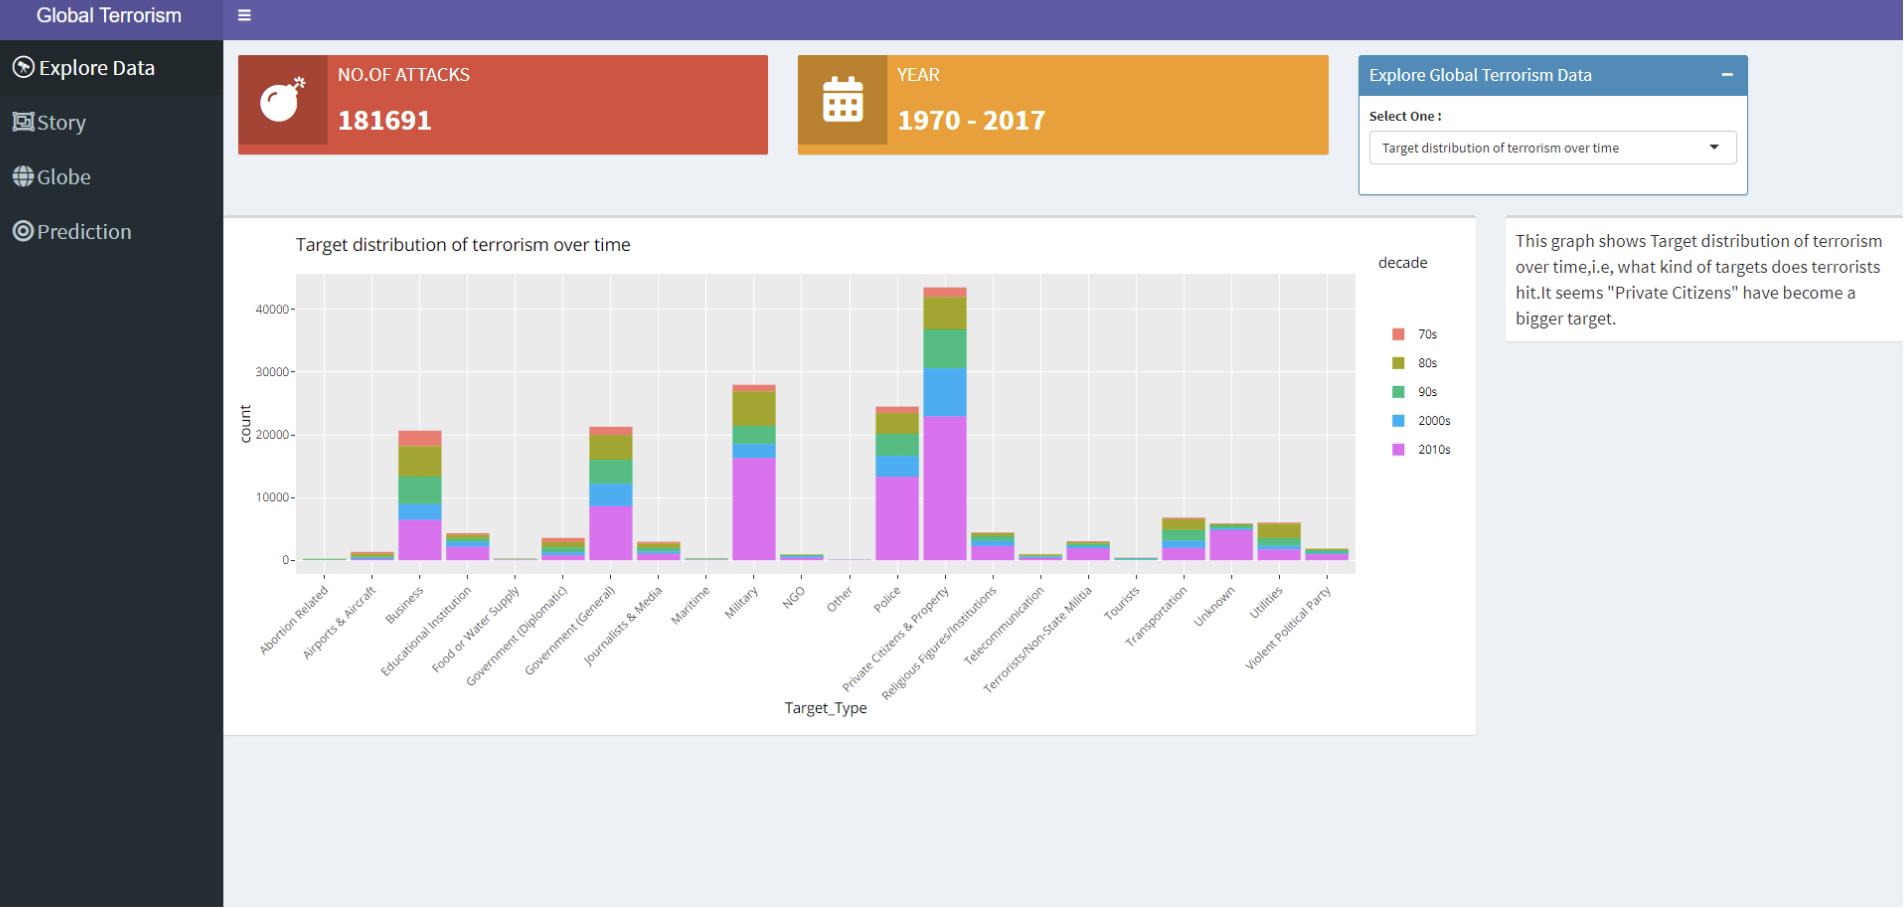 Global Terrorism
Explore Data
Story
Globe
Prediction
NO.OF ATTACKS
181691
YEAR
1970 - 2017
Explore Global Terrorism Data
Select One :
Target distribution of terrorism over time
Target distribution of terrorism over time
count
40000
30000
20000
10000
0
Abortion Related
Airports & Aircraft
Business
Educational Institution
Food or Water Supply
Government (Diplomatic)
Government (General)
Journalists & Media
Maritime
Military
NGO
Other
Police
Private Citizens & Property
Religious Figures/Institutions
Telecommunication
Terrorists/Non-State Militia
Tourists
Transportation
Unknown
Utilities
Violent Political Party
Target_Type
decade
70s
80s
90s
2000s
2010s
This graph shows Target distribution of terrorism
over time,i.e, what kind of targets does terrorists
hit.It seems "Private Citizens" have become a
bigger target.